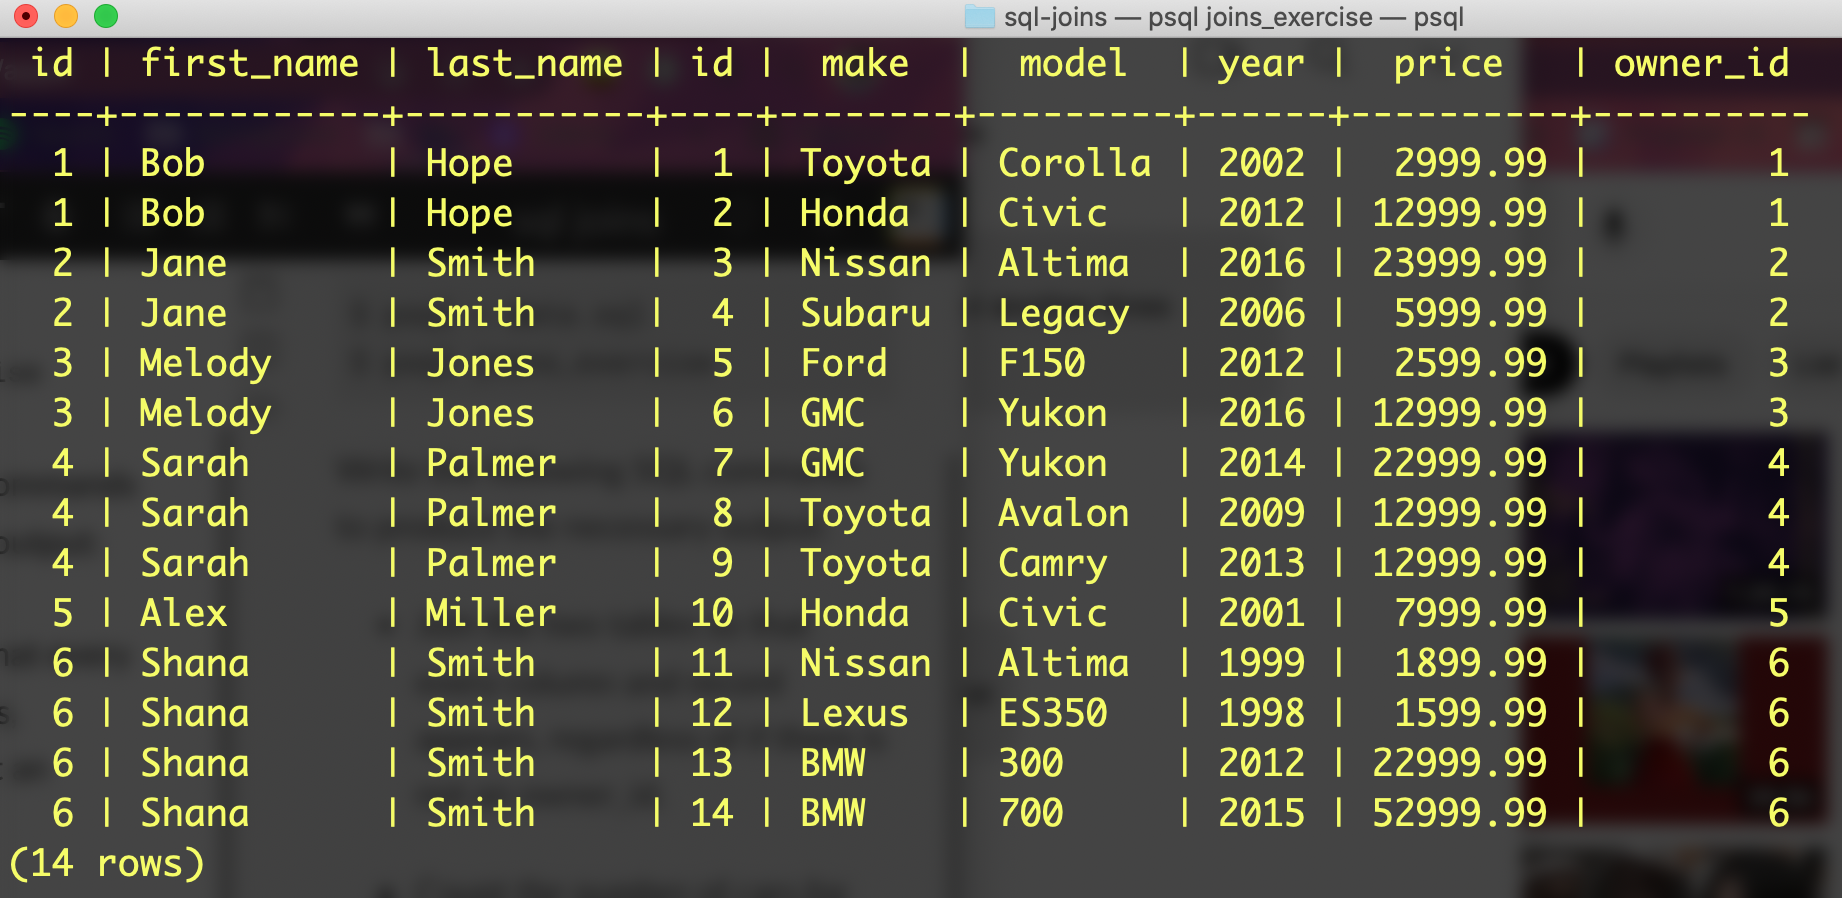 sql-joins — psql joins_exercise — psql
 id | first_name | last_name | id |  make  |  model  | year |  price   | owner_id
----+------------+-----------+----+--------+---------+------+----------+----------
  1 | Bob        | Hope      |  1 | Toyota | Corolla | 2002 |  2999.99 |        1
  1 | Bob        | Hope      |  2 | Honda  | Civic   | 2012 | 12999.99 |        1
  2 | Jane       | Smith     |  3 | Nissan | Altima  | 2016 | 23999.99 |        2
  2 | Jane       | Smith     |  4 | Subaru | Legacy  | 2006 |  5999.99 |        2
  3 | Melody     | Jones     |  5 | Ford   | F150    | 2012 |  2599.99 |        3
  3 | Melody     | Jones     |  6 | GMC    | Yukon   | 2016 | 12999.99 |        3
  4 | Sarah      | Palmer    |  7 | GMC    | Yukon   | 2014 | 22999.99 |        4
  4 | Sarah      | Palmer    |  8 | Toyota | Avalon  | 2009 | 12999.99 |        4
  4 | Sarah      | Palmer    |  9 | Toyota | Camry   | 2013 | 12999.99 |        4
  5 | Alex       | Miller    | 10 | Honda  | Civic   | 2001 |  7999.99 |        5
  6 | Shana      | Smith     | 11 | Nissan | Altima  | 1999 |  1899.99 |        6
  6 | Shana      | Smith     | 12 | Lexus  | ES350   | 1998 |  1599.99 |        6
  6 | Shana      | Smith     | 13 | BMW    | 300     | 2012 | 22999.99 |        6
  6 | Shana      | Smith     | 14 | BMW    | 700     | 2015 | 52999.99 |        6
(14 rows)